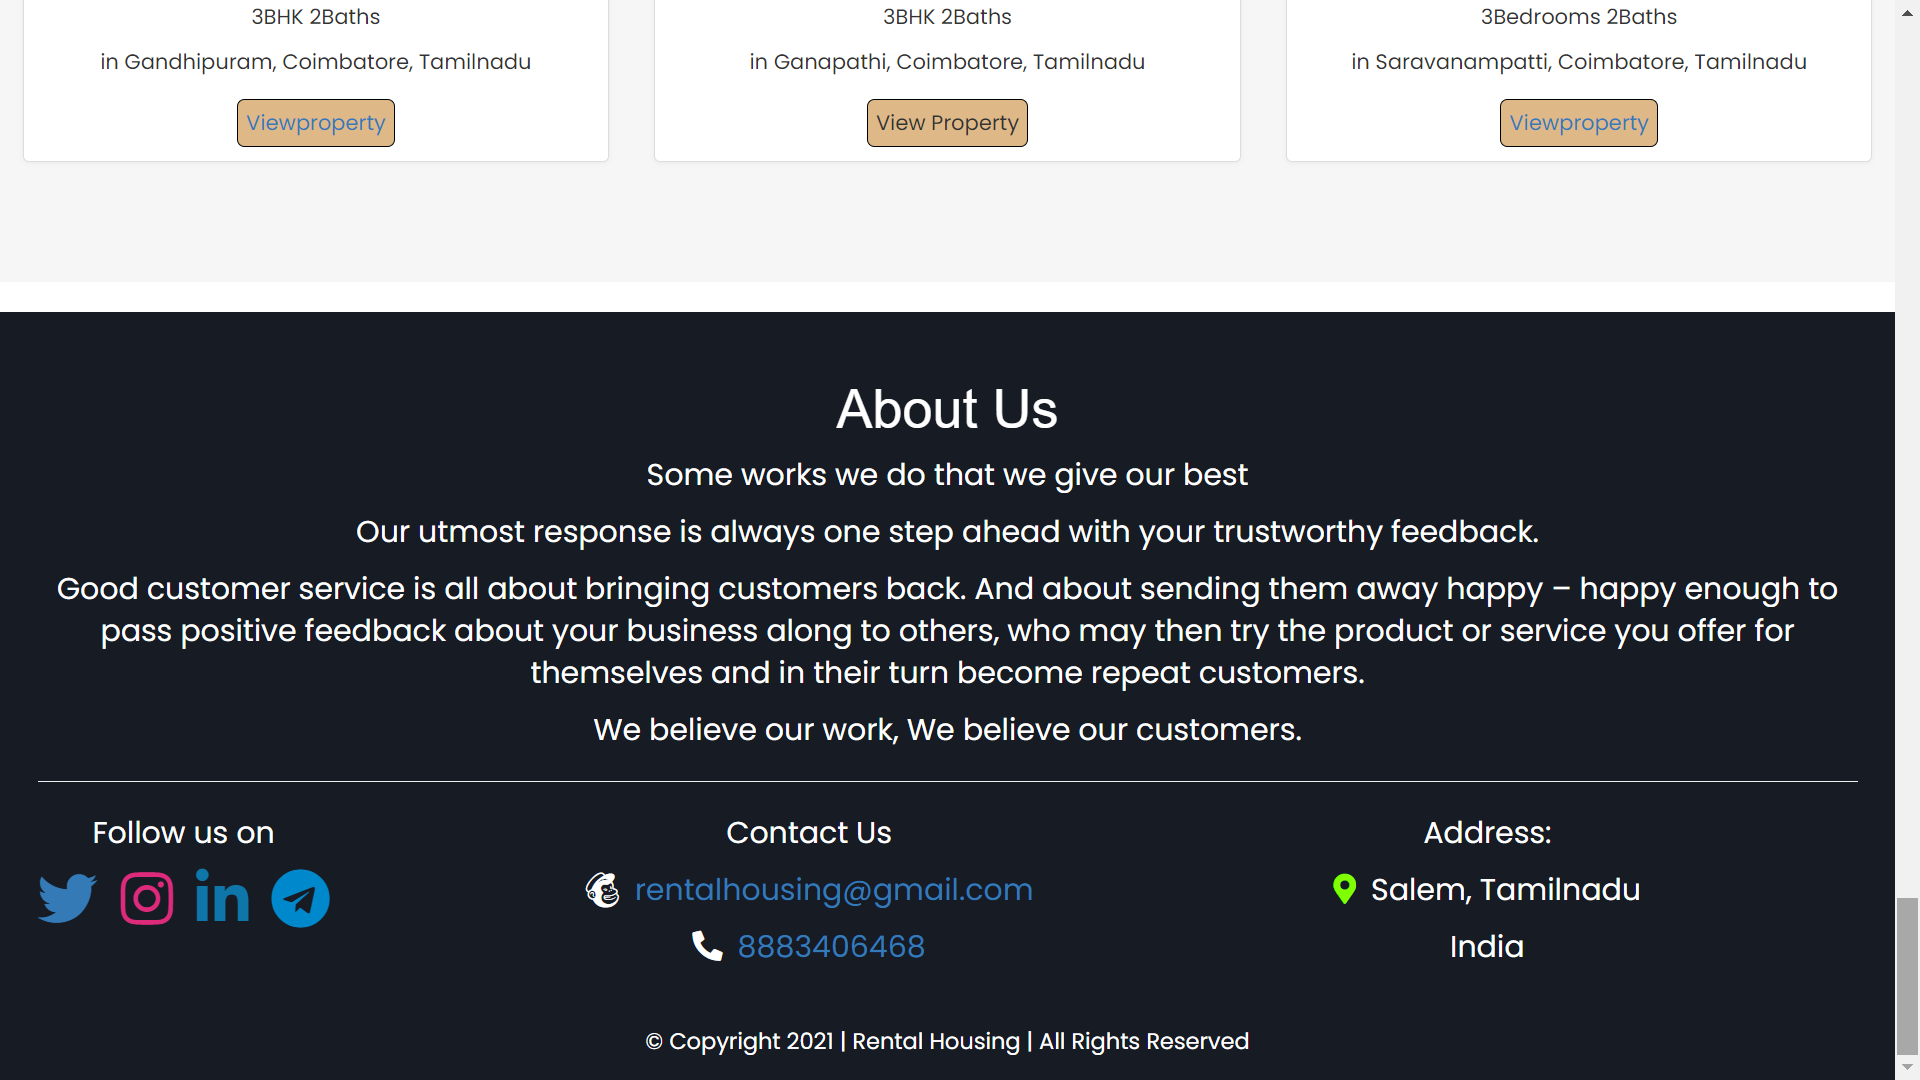 3BHK 2Baths
in Gandhipuram, Coimbatore, Tamilnadu
Viewproperty
3BHK 2Baths
in Ganapathi, Coimbatore, Tamilnadu
View Property
3Bedrooms 2Baths
in Saravanampatti, Coimbatore, Tamilnadu
Viewproperty
About Us
Some works we do that we give our best
Our utmost response is always one step ahead with your trustworthy feedback.
Good customer service is all about bringing customers back. And about sending them away happy – happy enough to
pass positive feedback about your business along to others, who may then try the product or service you offer for
themselves and in their turn become repeat customers.
We believe our work, We believe our customers.
Follow us on
Contact Us
rentalhousing@gmail.com
8883406468
Address:
Salem, Tamilnadu
India
© Copyright 2021 | Rental Housing | All Rights Reserved